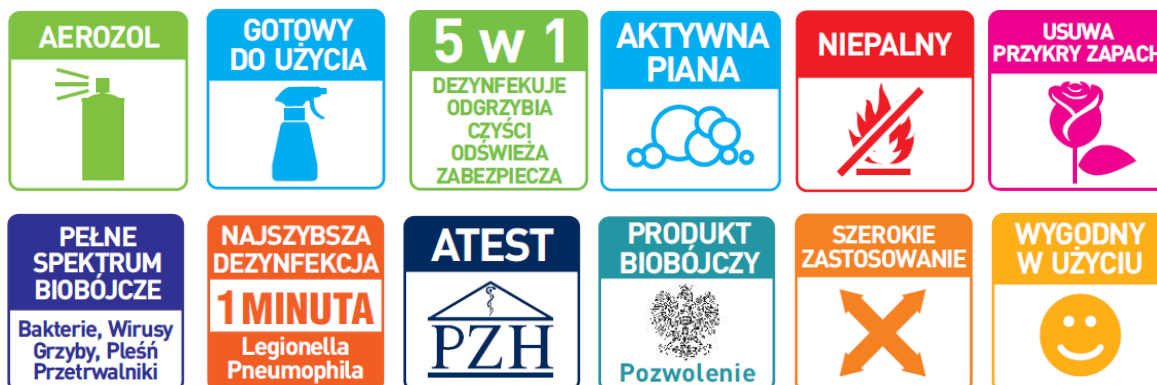 AEROZOL
GOTOWY
DO UŻYCIA
5 w 1
DEZYNFEKUJE
ODGRZYBIA
CZYŚCI
ODŚWIEŻA
ZABEZPIECZA
AKTYWNA
PIANA
NIEPALNY
USUWA
PRZYKRY ZAPACH
PEŁNE
SPEKTRUM
BIOBÓJCZE
Bakterie, Wirusy
Grzyby, Pleśń
Przetrwalniki
NAJSZYBSZA
DEZYNFEKCJA
1 MINUTA
Legionella
Pneumophila
ATEST
PZH
PRODUKT
BIOBÓJCZY
Pozwolenie
SZEROKIE
ZASTOSOWANIE
WYGODNY
W UŻYCIU